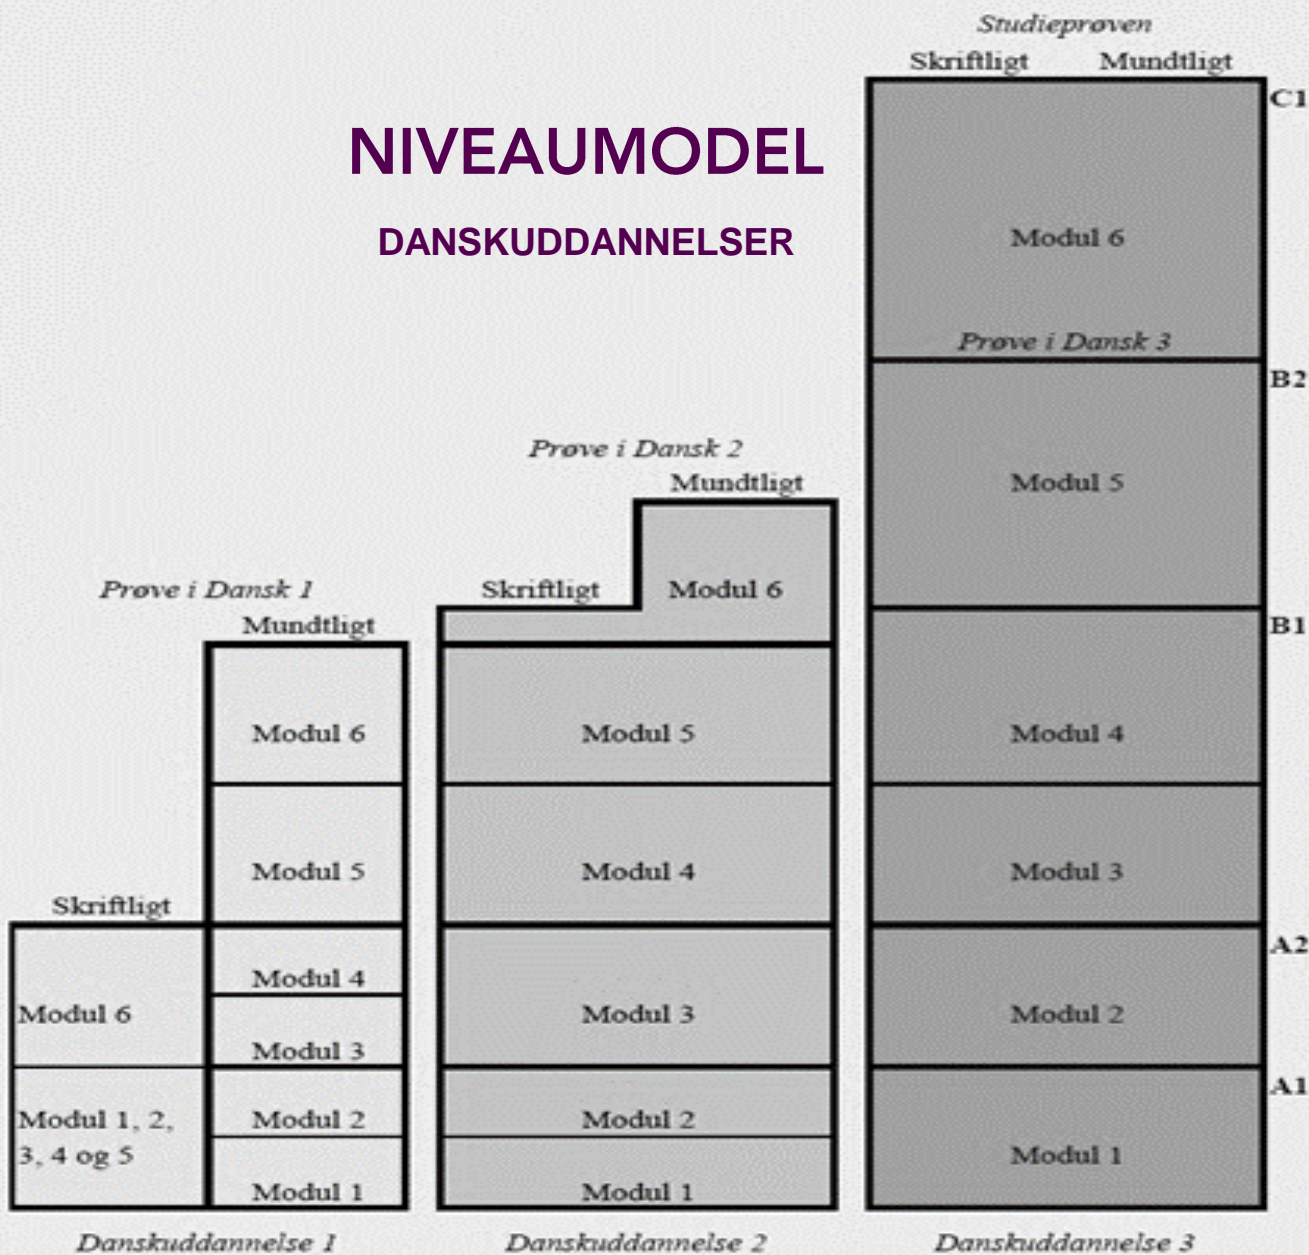 NIVEAUMODEL
DANSKUDDANNELSER
Prøve i Dansk 1
Mundtligt
Modul 6
Modul 5
Skriftligt
Modul 4
Modul 6
Modul 3
Modul 1, 2,
3, 4 og 5
Modul 2
Modul 1
Danskuddannelse 1
Prøve i Dansk 2
Mundtligt
Skriftligt
Modul 6
Modul 5
Modul 4
Modul 3
Modul 2
Modul 1
Danskuddannelse 2
Studieprøven
Skriftligt Mundtligt
C1
Modul 6
Prøve i Dansk 3
B2
Modul 5
B1
Modul 4
Modul 3
A2
Modul 2
A1
Modul 1
Danskuddannelse 3